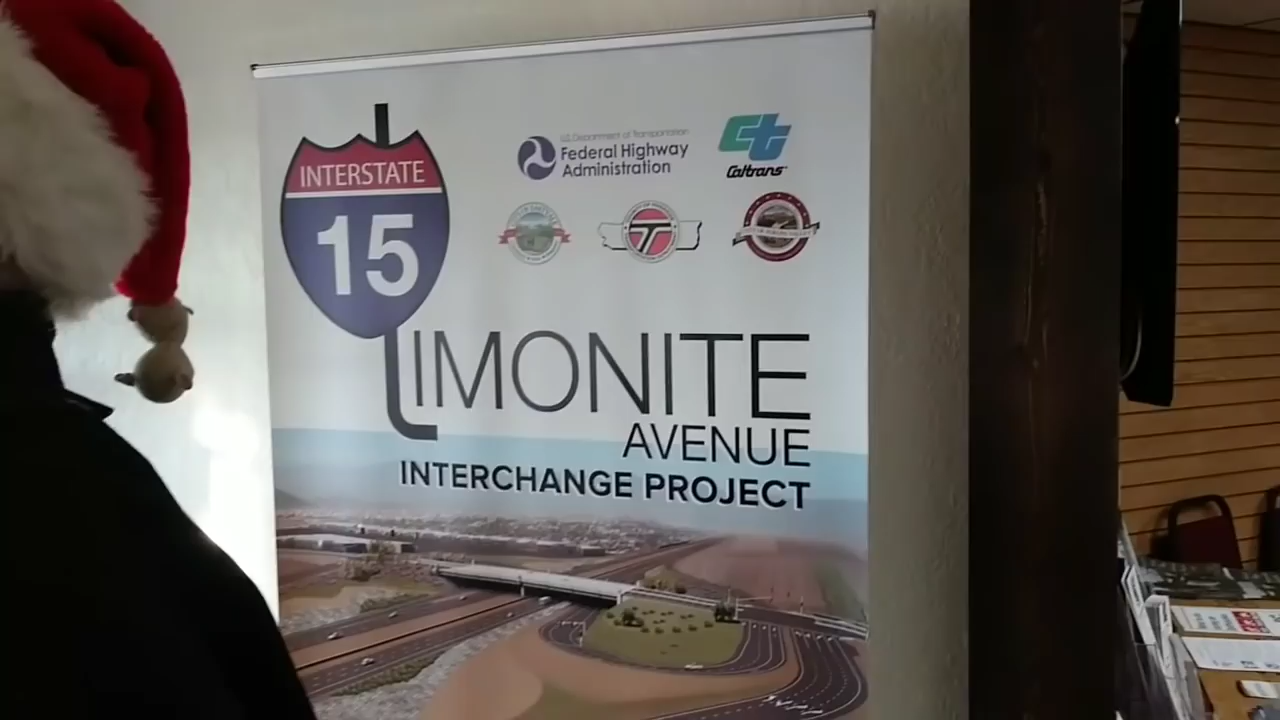 INTERSTATE
15
U.S. Department of Transportation
Federal Highway
Administration
Caltrans
LIMONITE
AVENUE
INTERCHANGE PROJECT